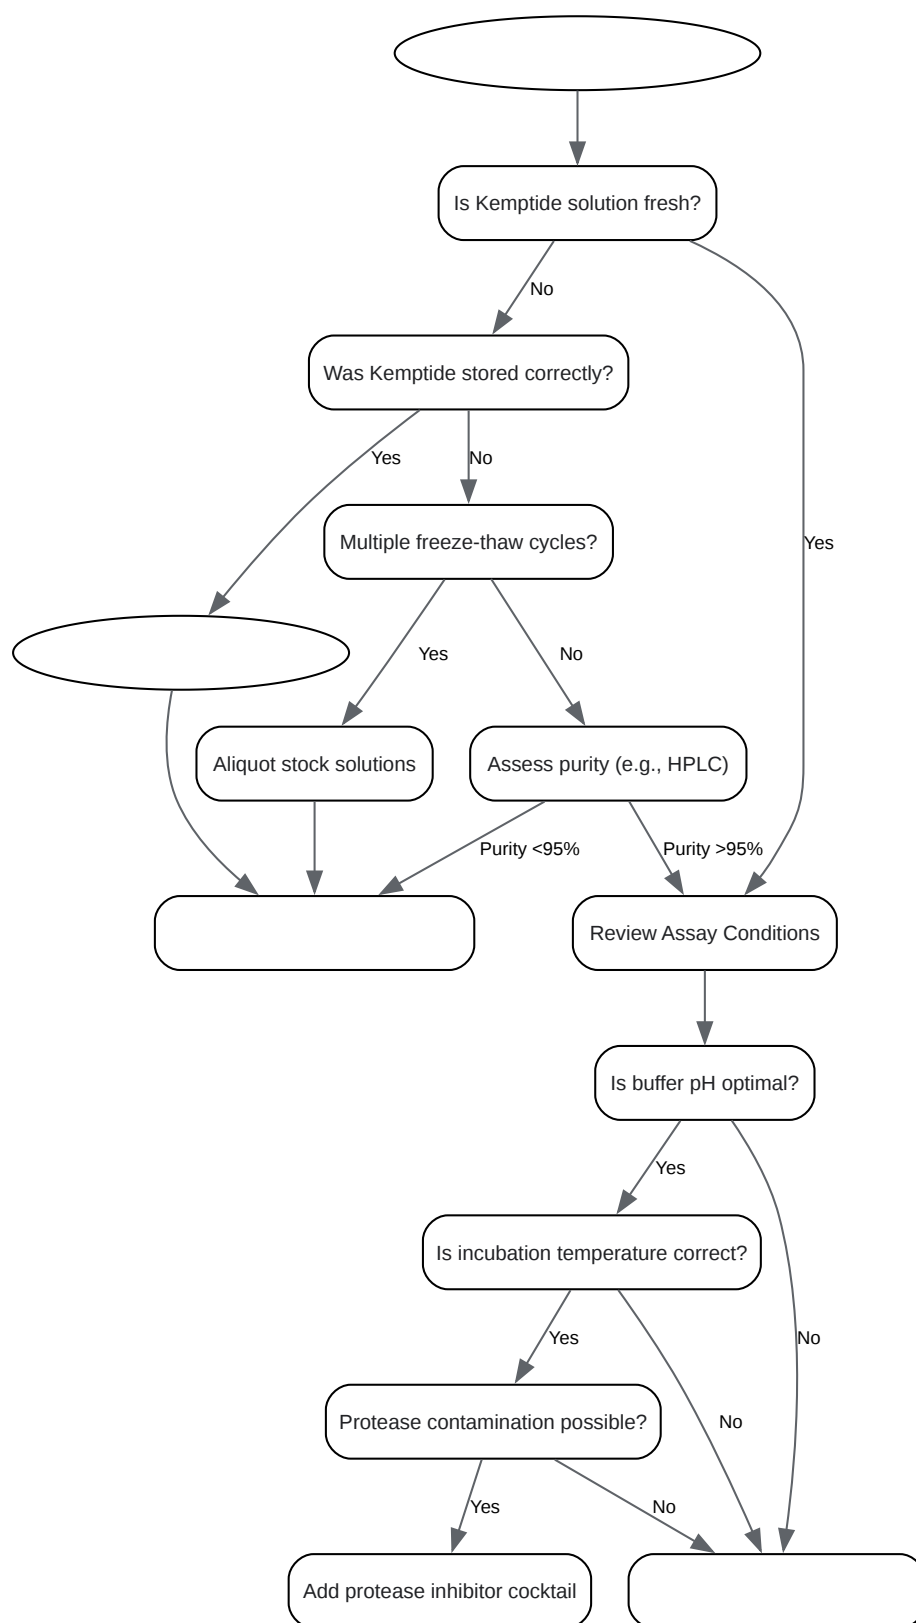 Is Kemptide solution fresh?
No
Was Kemptide stored correctly?
Yes
No
Multiple freeze-thaw cycles?
Yes
Yes
No
Aliquot stock solutions
Assess purity (e.g., HPLC)
Purity <95%
Purity >95%
Review Assay Conditions
Is buffer pH optimal?
Yes
Is incubation temperature correct?
Yes
No
Protease contamination possible?
No
Yes
No
Add protease inhibitor cocktail